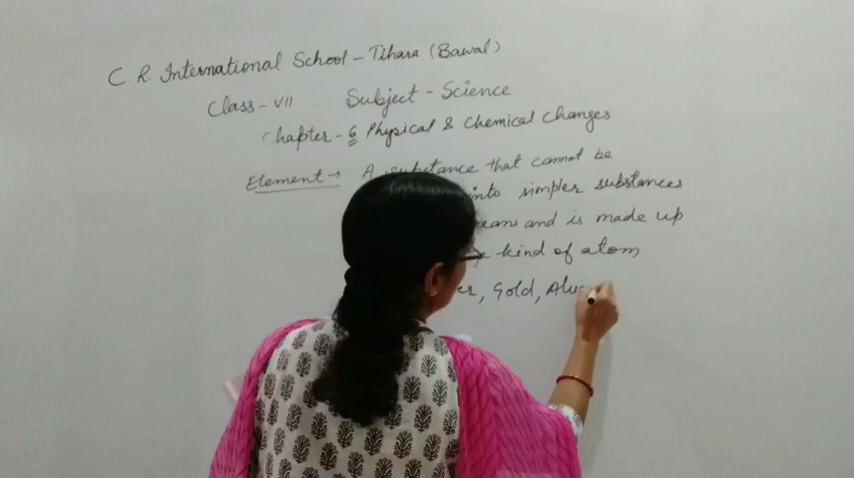 C. R. International School - Tihara (Bawal)
Class - VII Subject - Science
Chapter - 6 Physical & Chemical Changes
Element → A substance that cannot be
into simpler substances
and is made up
kind of atom
, Gold,